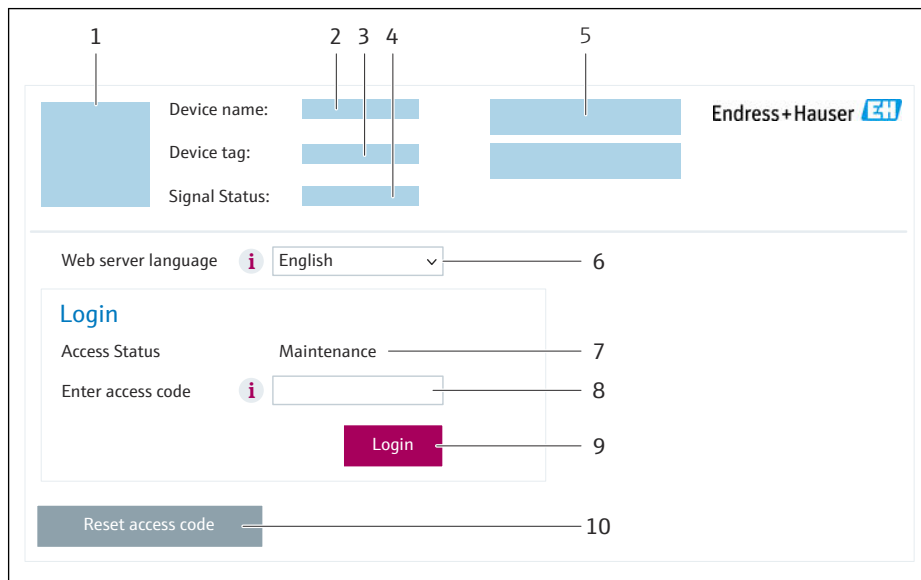 1 2 3 4 5
Device name:
Endress+Hauser EH
Device tag:
Signal Status:
Web server language i English 6
Login
Access Status Maintenance 7
Enter access code i 8
Login 9
Reset access code 10